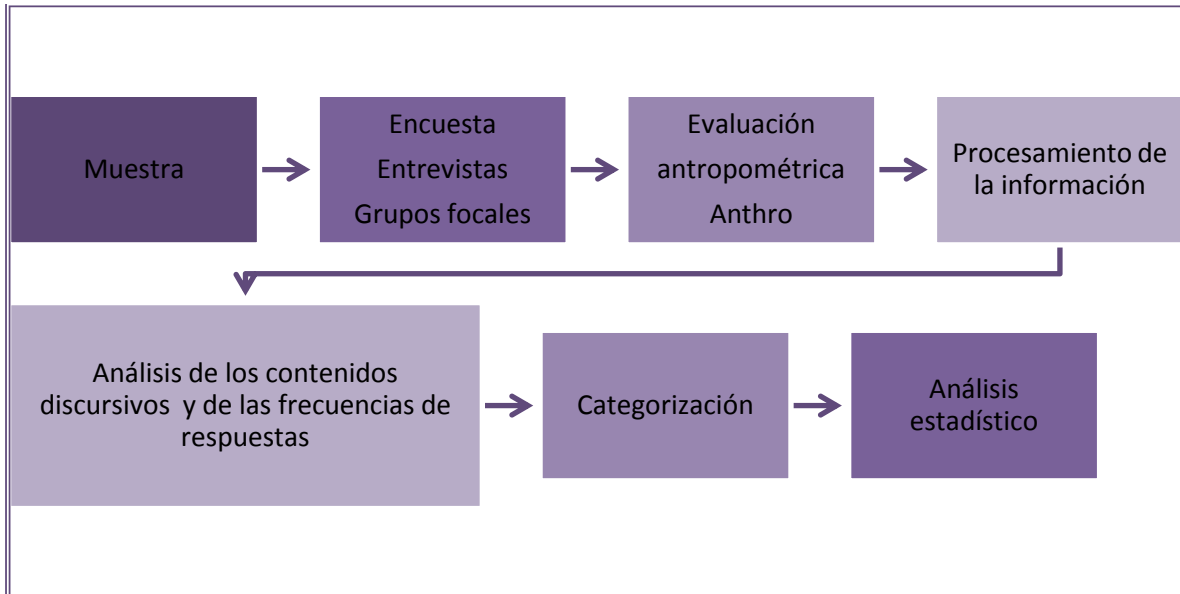 Muestra
Encuesta
Entrevistas
Grupos focales
Evaluación
antropométrica
Anthro
Procesamiento de
la información
Análisis de los contenidos
discursivos y de las frecuencias de
respuestas
Categorización
Análisis
estadístico